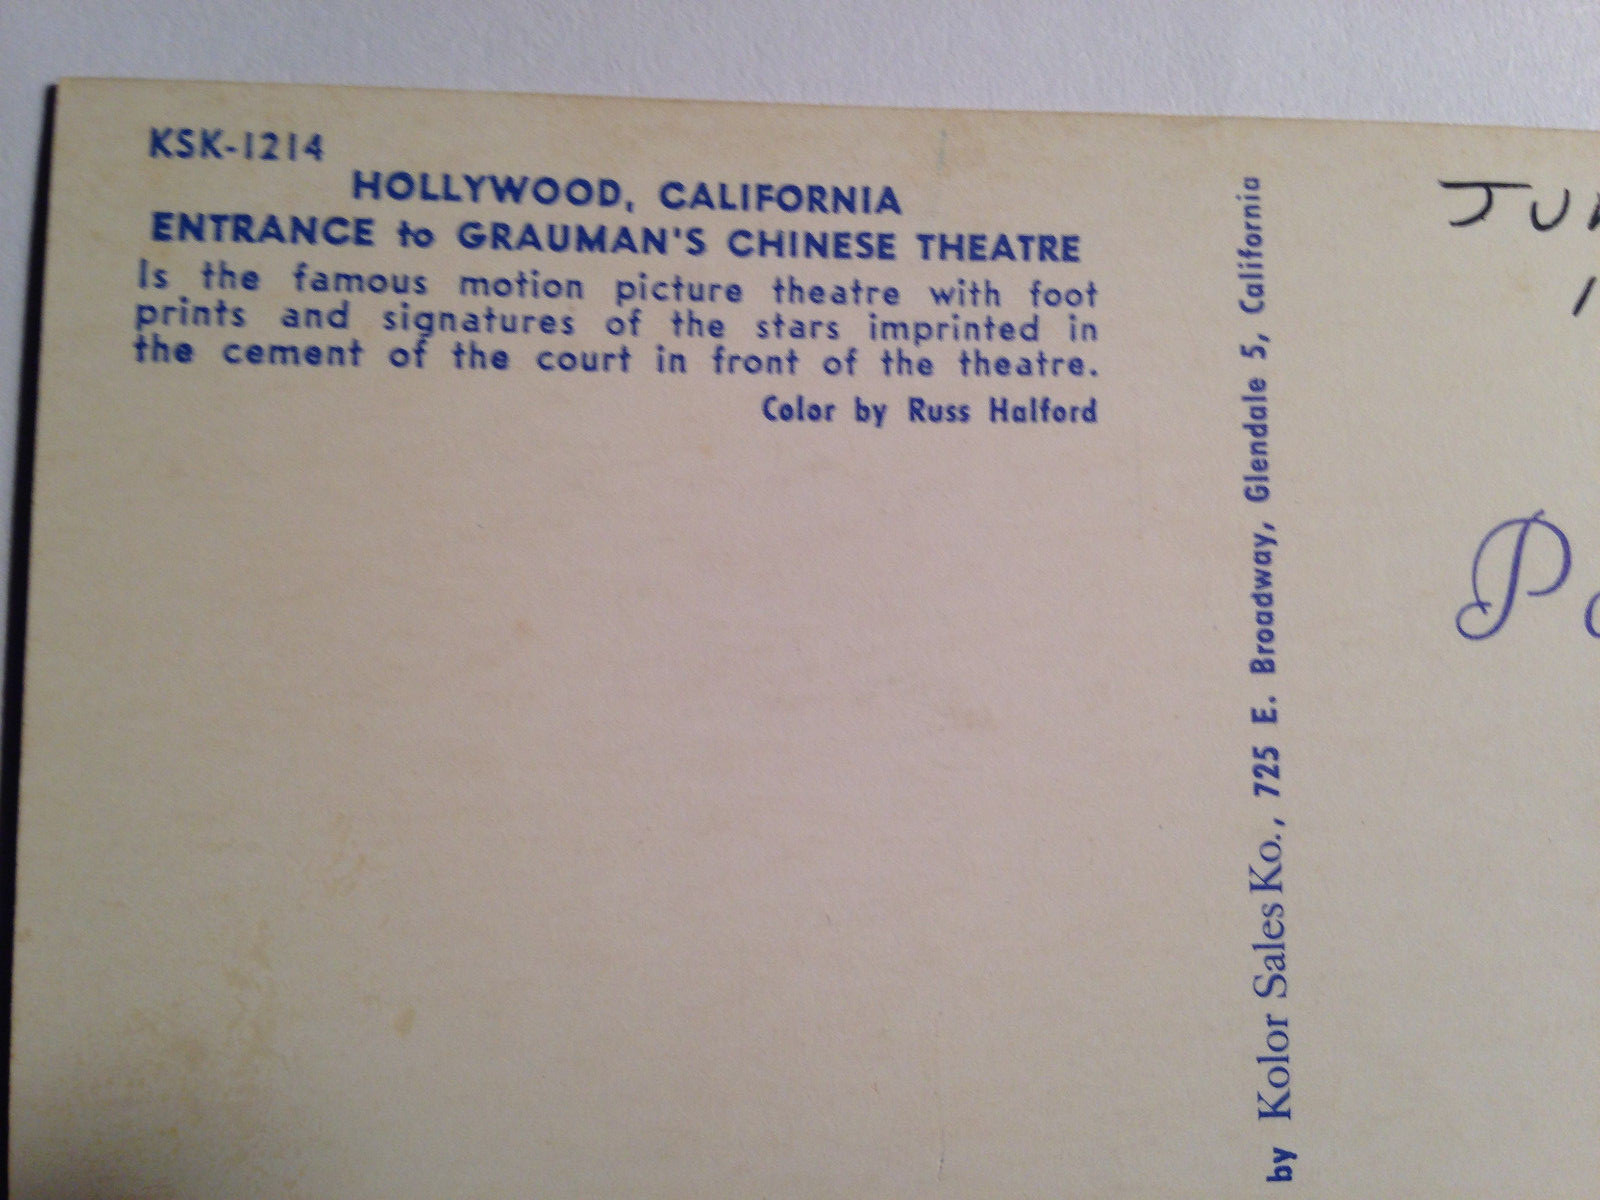 KSK-1214
HOLLYWOOD, CALIFORNIA
ENTRANCE to GRAUMAN'S CHINESE THEATRE
Is the famous motion picture theatre with foot
prints and signatures of the stars imprinted in
the cement of the court in front of the theatre.
Color by Russ Halford
by Kolor Sales Ko., 725 E. Broadway, Glendale 5, California